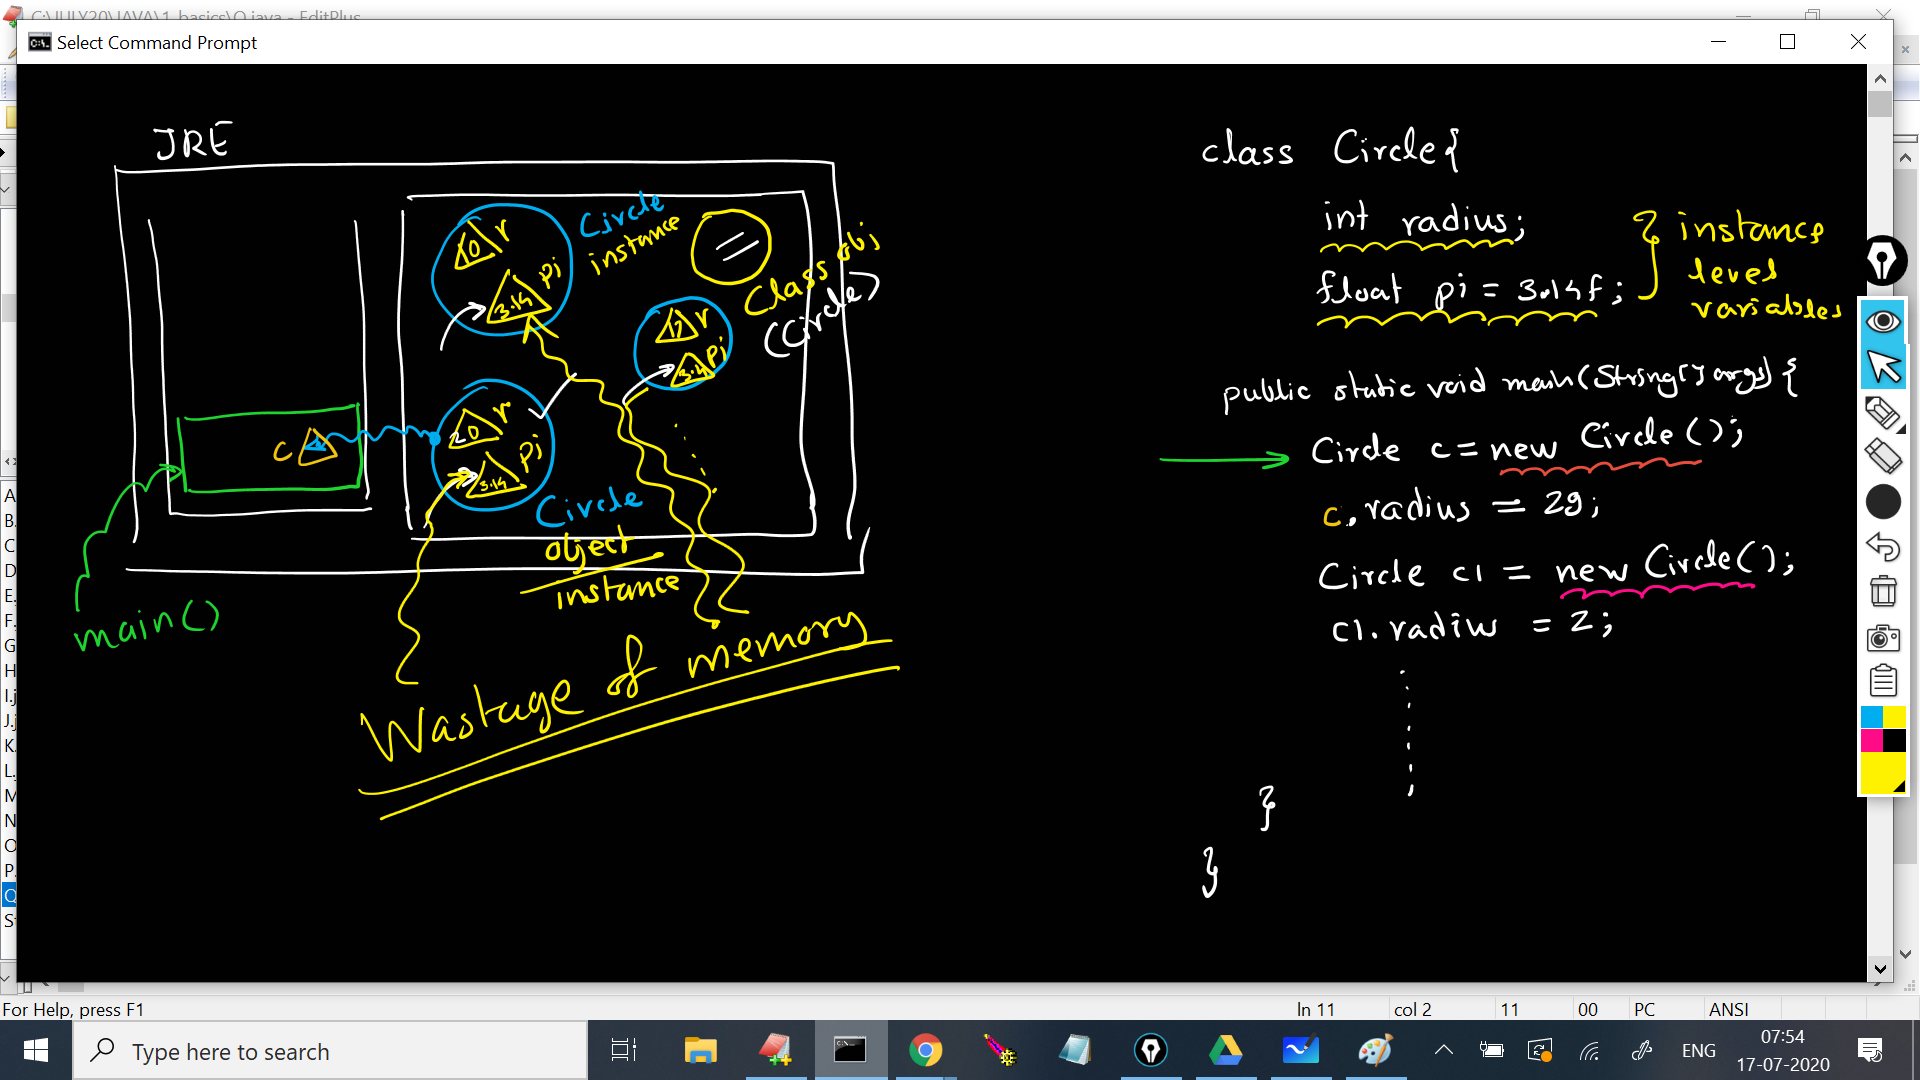 C:\JULY20\JAVA\1_basics\Q.java - EditPlus
Select Command Prompt
JRE
Circle
instance
10 r
pi
3.14
Class obj
(Circle)
12 r
pi
3.14
20 r
pi
3.14
c
Circle
object
instance
main()
Wastage of memory
class Circle{
int radius;
float pi = 3.14f;
} instance
level
variables
public static void main(String[] args) {
Circle c = new Circle();
c.radius = 29;
Circle c1 = new Circle();
c1.radius = 2;
}
}
A
B.
C
D
E.
F.
G
H
I.j
J.j
K.
L.
M
N
O
P.
Q
St
For Help, press F1
ln 11
col 2
11
00
PC
ANSI
Type here to search
ENG
07:54
17-07-2020